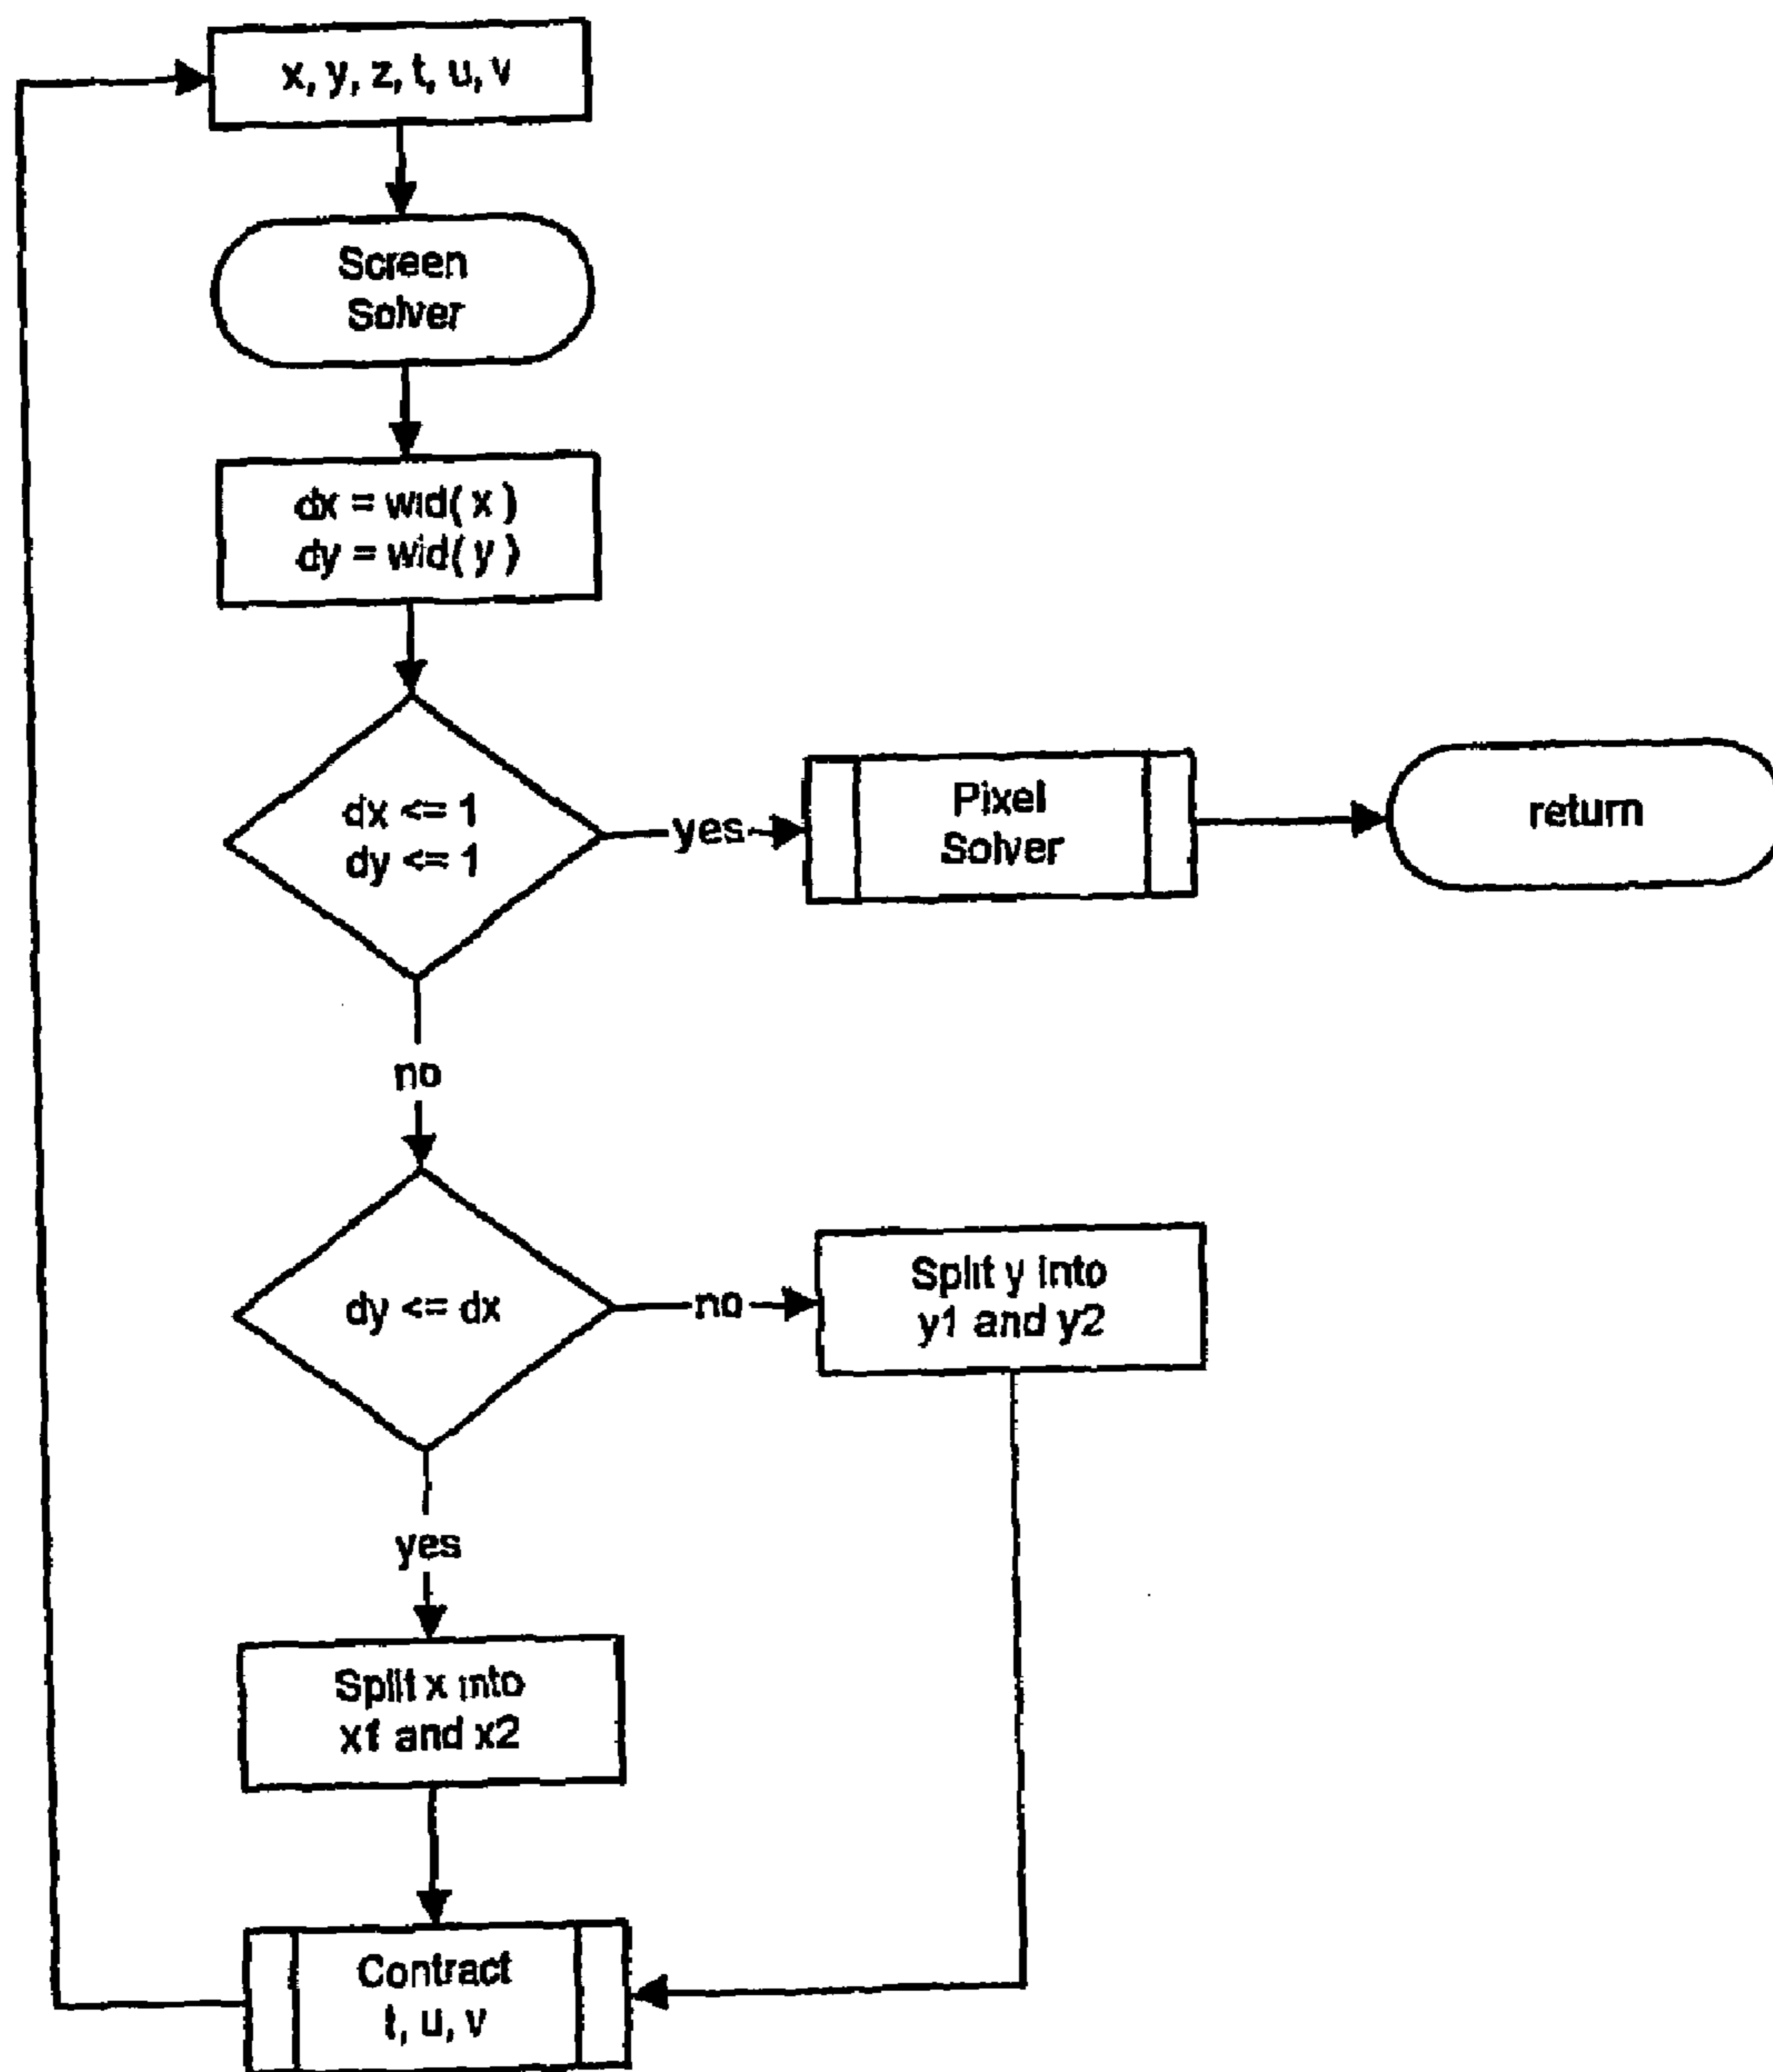 x, y, z, t, u, v
Screen
Solver
dx = wid( x )
dy = wid( y )
dx <= 1
dy <= 1
yes
Pixel
Solver
return
no
dy <= dx
no
Split y into
y1 and y2
yes
Split x into
x1 and x2
Contract
t, u, v